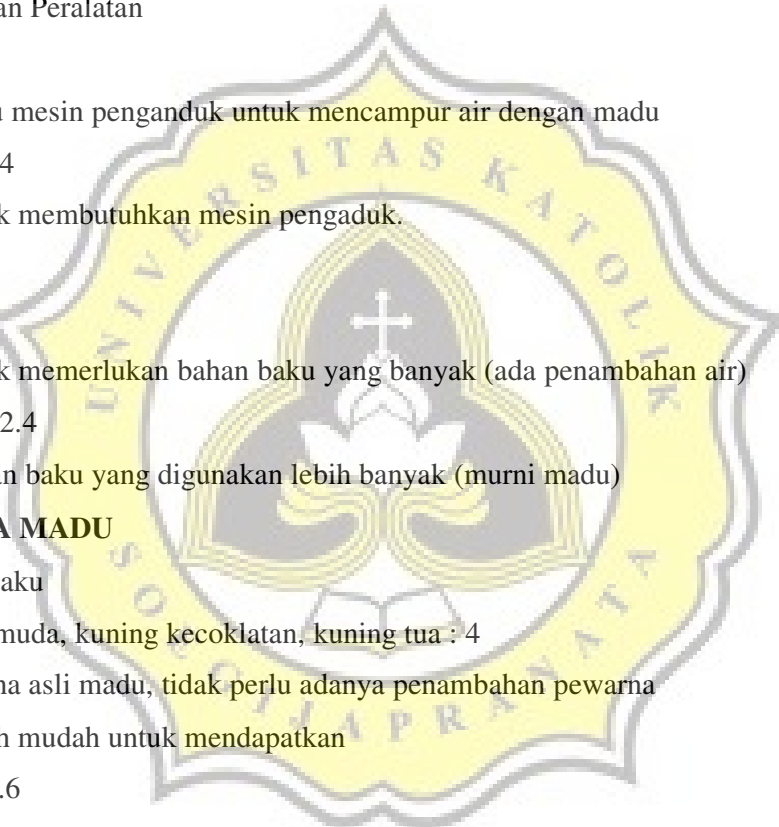 an Peralatan
mesin penganduk untuk mencampur air dengan madu
4
k membutuhkan mesin pengaduk.
k memerlukan bahan baku yang banyak (ada penambahan air)
2.4
an baku yang digunakan lebih banyak (murni madu)
A MADU
aku
muda, kuning kecoklatan, kuning tua : 4
na asli madu, tidak perlu adanya penambahan pewarna
h mudah untuk mendapatkan
.6
UNIVERSITAS KATOLIK
SOEGIJAPRANATA